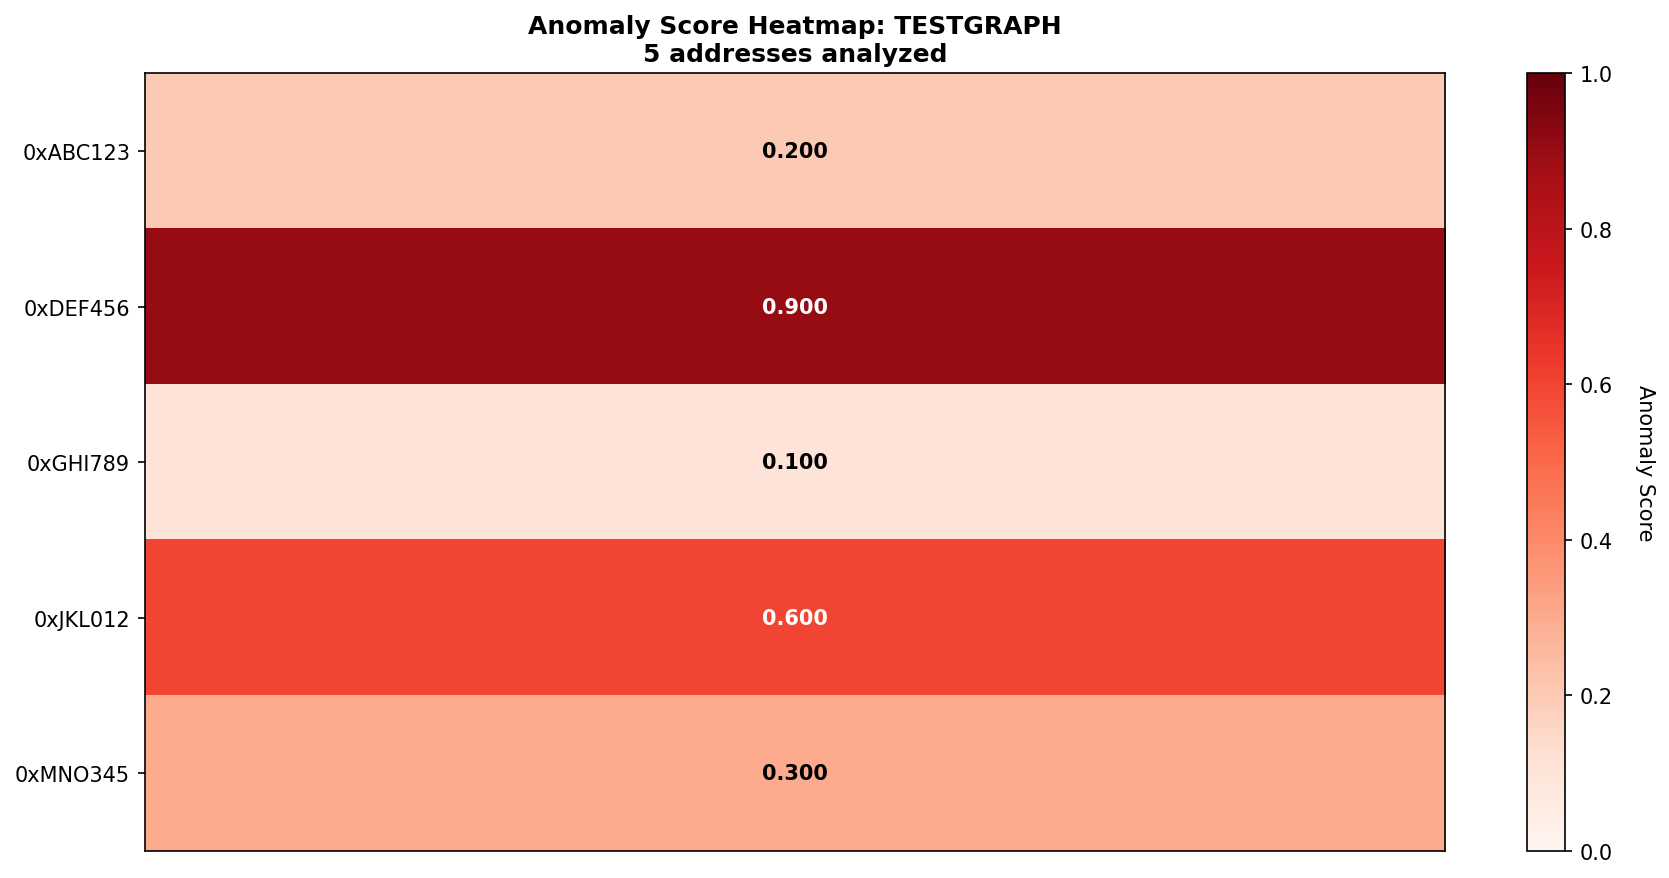 Anomaly Score Heatmap: TESTGRAPH
5 addresses analyzed
0xABC123
0.200
0xDEF456
0.900
0xGHI789
0.100
0xJKL012
0.600
0xMNO345
0.300
1.0
0.8
0.6
0.4
0.2
0.0
Anomaly Score